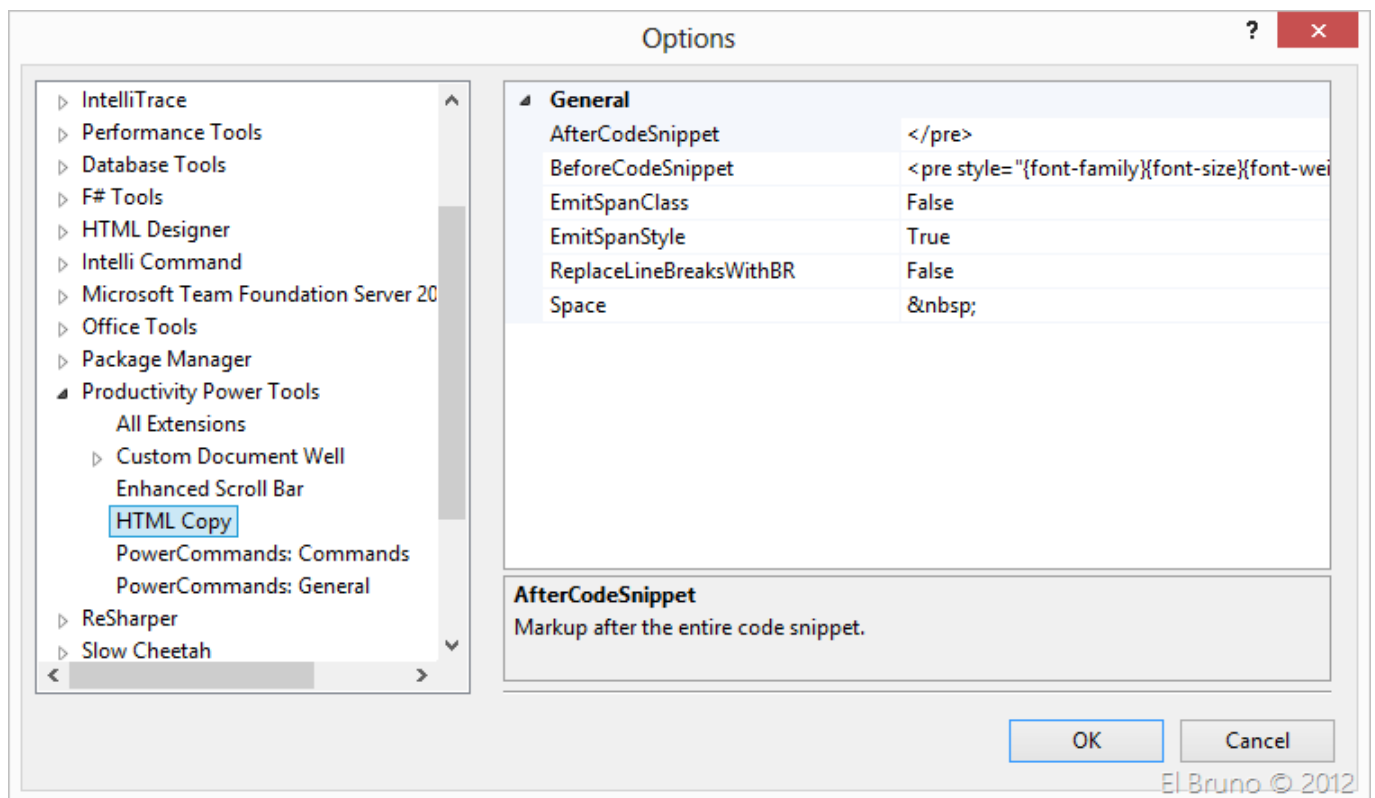 Options
?
IntelliTrace
Performance Tools
Database Tools
F# Tools
HTML Designer
Intelli Command
Microsoft Team Foundation Server 20
Office Tools
Package Manager
Productivity Power Tools
All Extensions
Custom Document Well
Enhanced Scroll Bar
HTML Copy
PowerCommands: Commands
PowerCommands: General
ReSharper
Slow Cheetah
General
AfterCodeSnippet </pre>
BeforeCodeSnippet <pre style="{font-family}{font-size}{font-wei
EmitSpanClass False
EmitSpanStyle True
ReplaceLineBreaksWithBR False
Space &nbsp;
AfterCodeSnippet
Markup after the entire code snippet.
OK Cancel
El Bruno © 2012